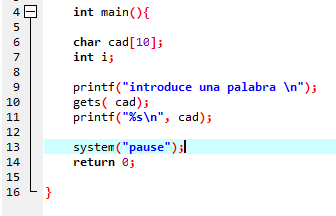 4 int main(){
5
6 char cad[10];
7 int i;
8
9 printf("introduce una palabra \n");
10 gets( cad);
11 printf("%s\n", cad);
12
13 system("pause");
14 return 0;
15
16 }